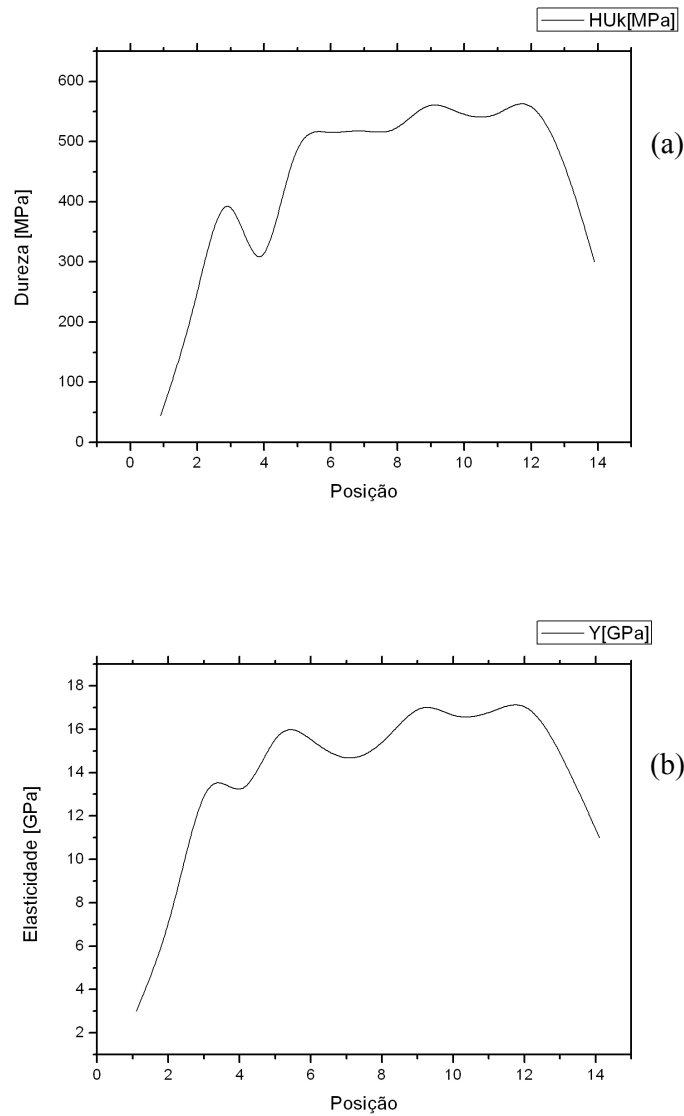 HUk[MPa]
600
500
400
300
200
100
0
Dureza [MPa]
0 2 4 6 8 10 12 14
Posição
(a)
Y[GPa]
18
16
14
12
10
8
6
4
2
Elasticidade [GPa]
0 2 4 6 8 10 12 14
Posição
(b)